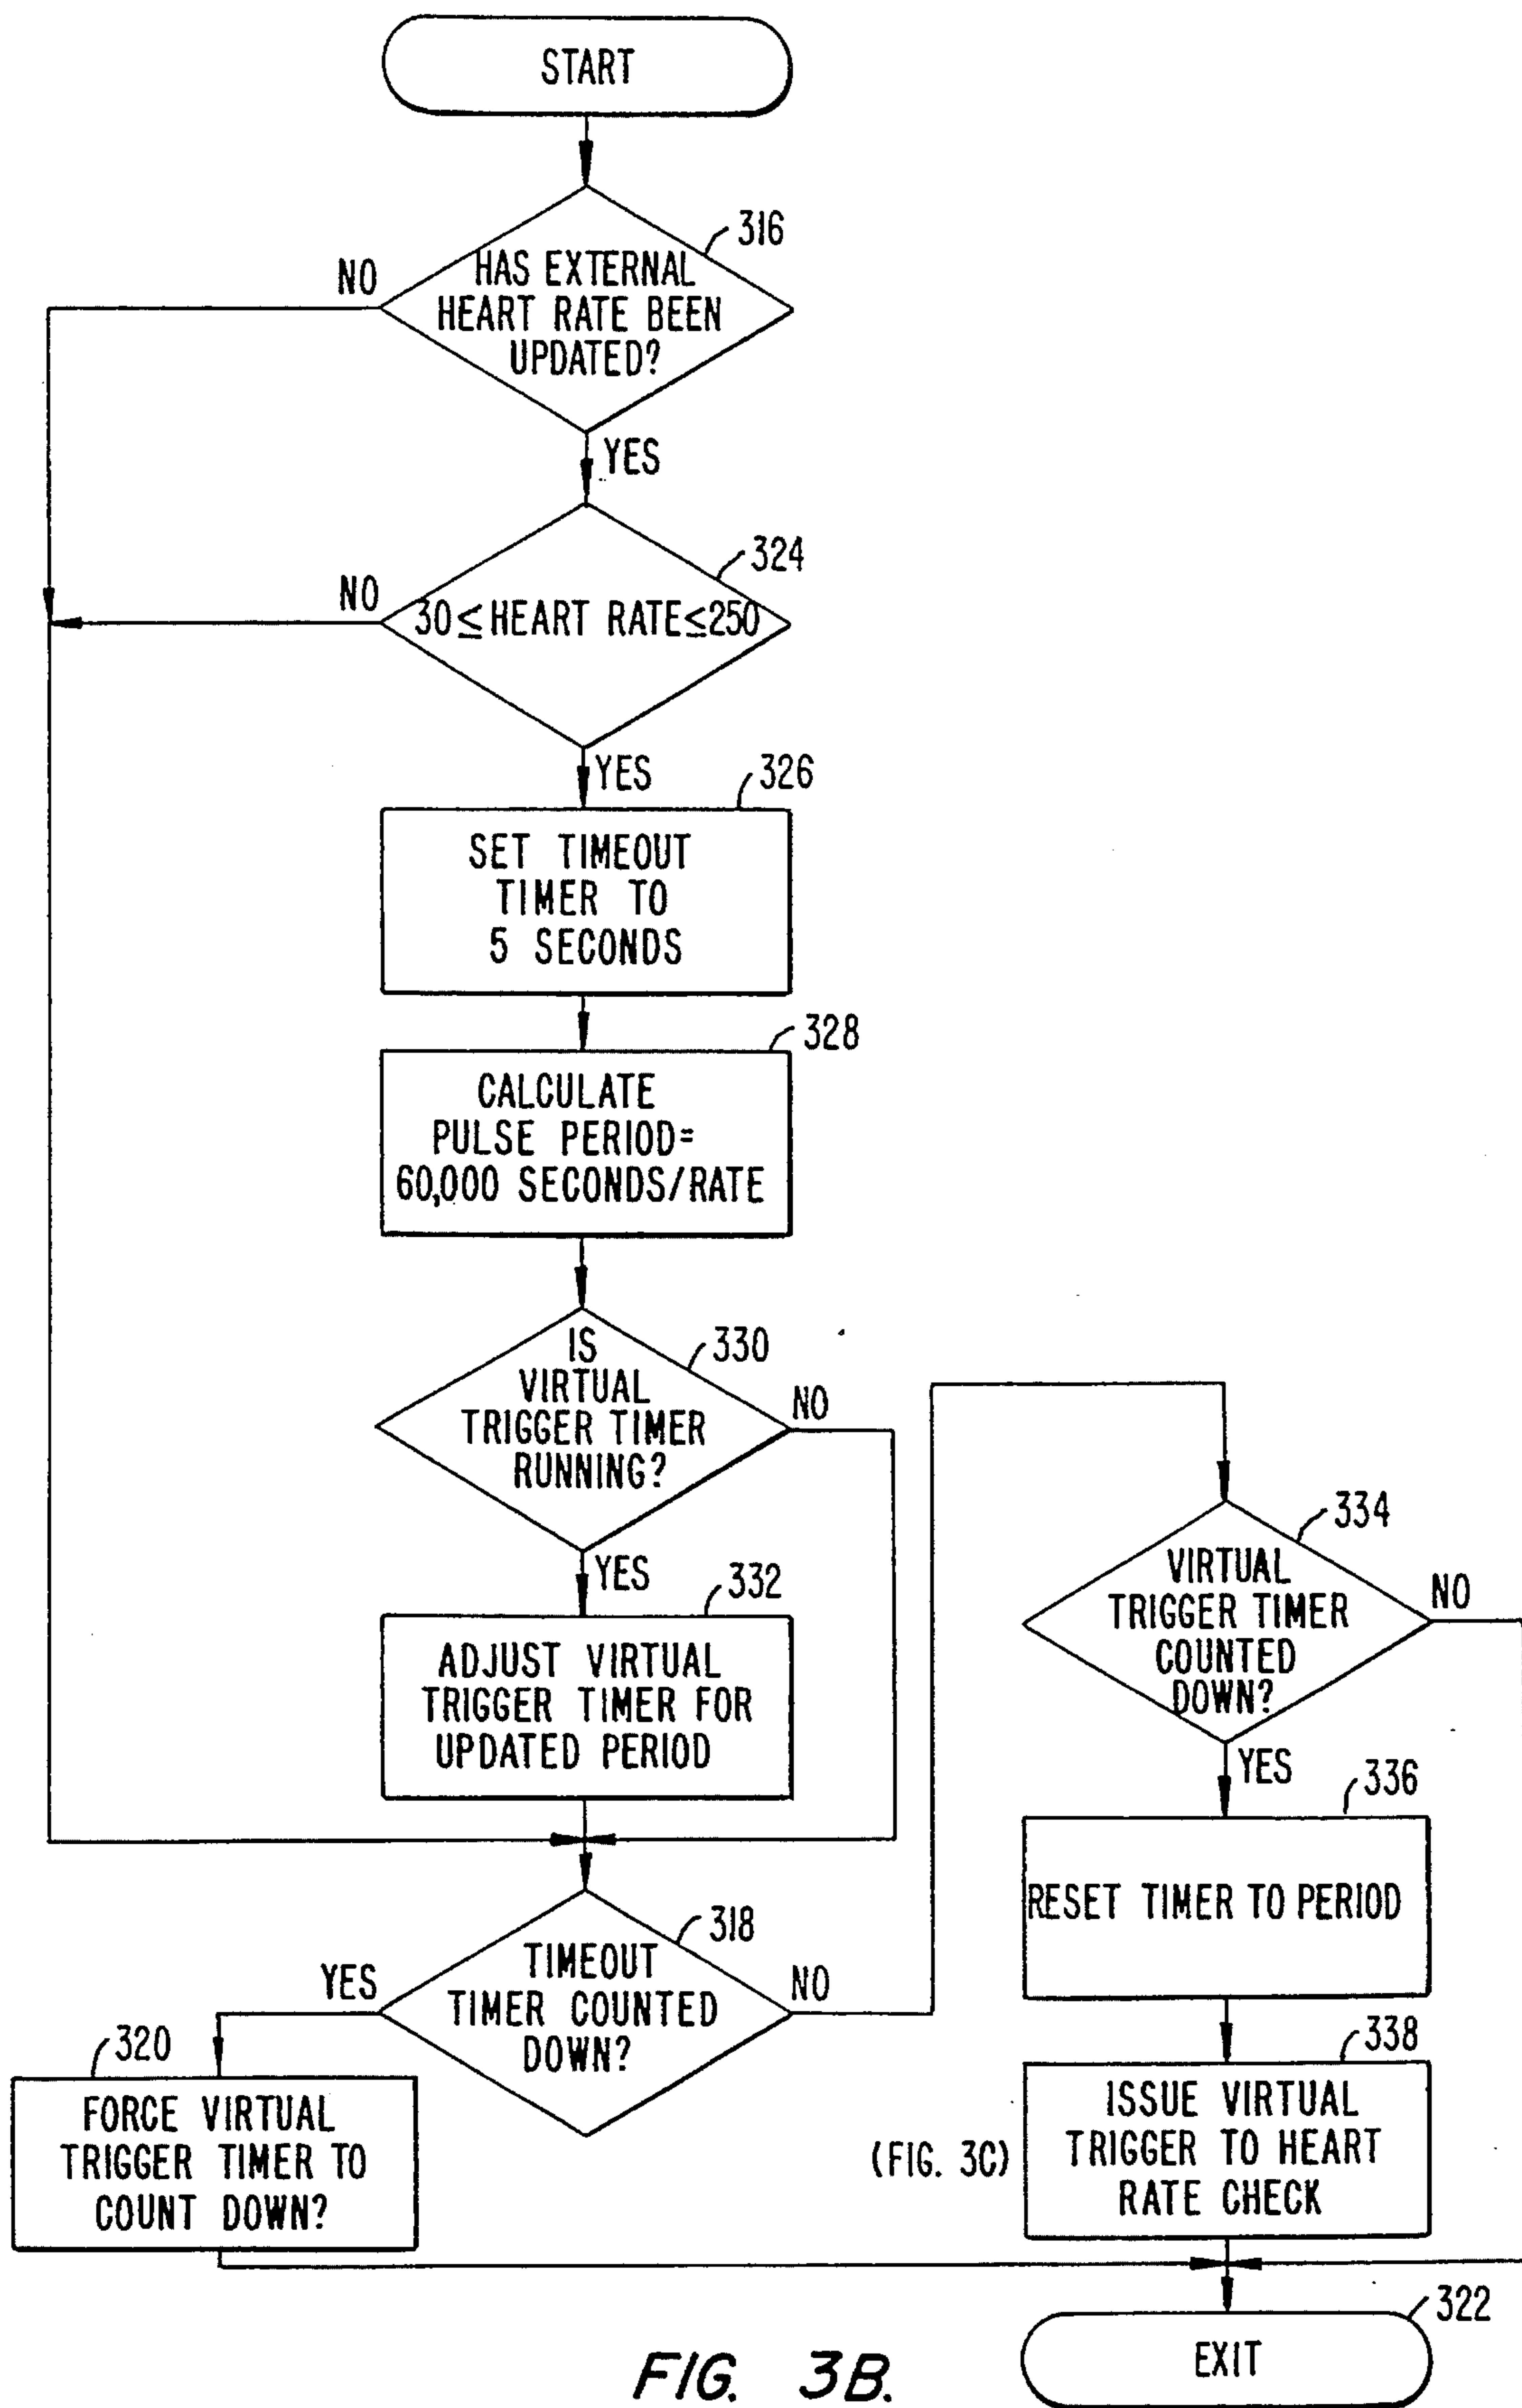 START
316
HAS EXTERNAL
HEART RATE BEEN
UPDATED?
NO
YES
324
30≤HEART RATE≤250
NO
YES
326
SET TIMEOUT
TIMER TO
5 SECONDS
328
CALCULATE
PULSE PERIOD=
60,000 SECONDS/RATE
330
IS
VIRTUAL
TRIGGER TIMER
RUNNING?
NO
YES
332
ADJUST VIRTUAL
TRIGGER TIMER FOR
UPDATED PERIOD
318
TIMEOUT
TIMER COUNTED
DOWN?
YES
NO
320
FORCE VIRTUAL
TRIGGER TIMER TO
COUNT DOWN?
334
VIRTUAL
TRIGGER TIMER
COUNTED
DOWN?
NO
YES
336
RESET TIMER TO PERIOD
338
ISSUE VIRTUAL
TRIGGER TO HEART
RATE CHECK
(FIG. 3C)
322
EXIT
FIG. 3B.